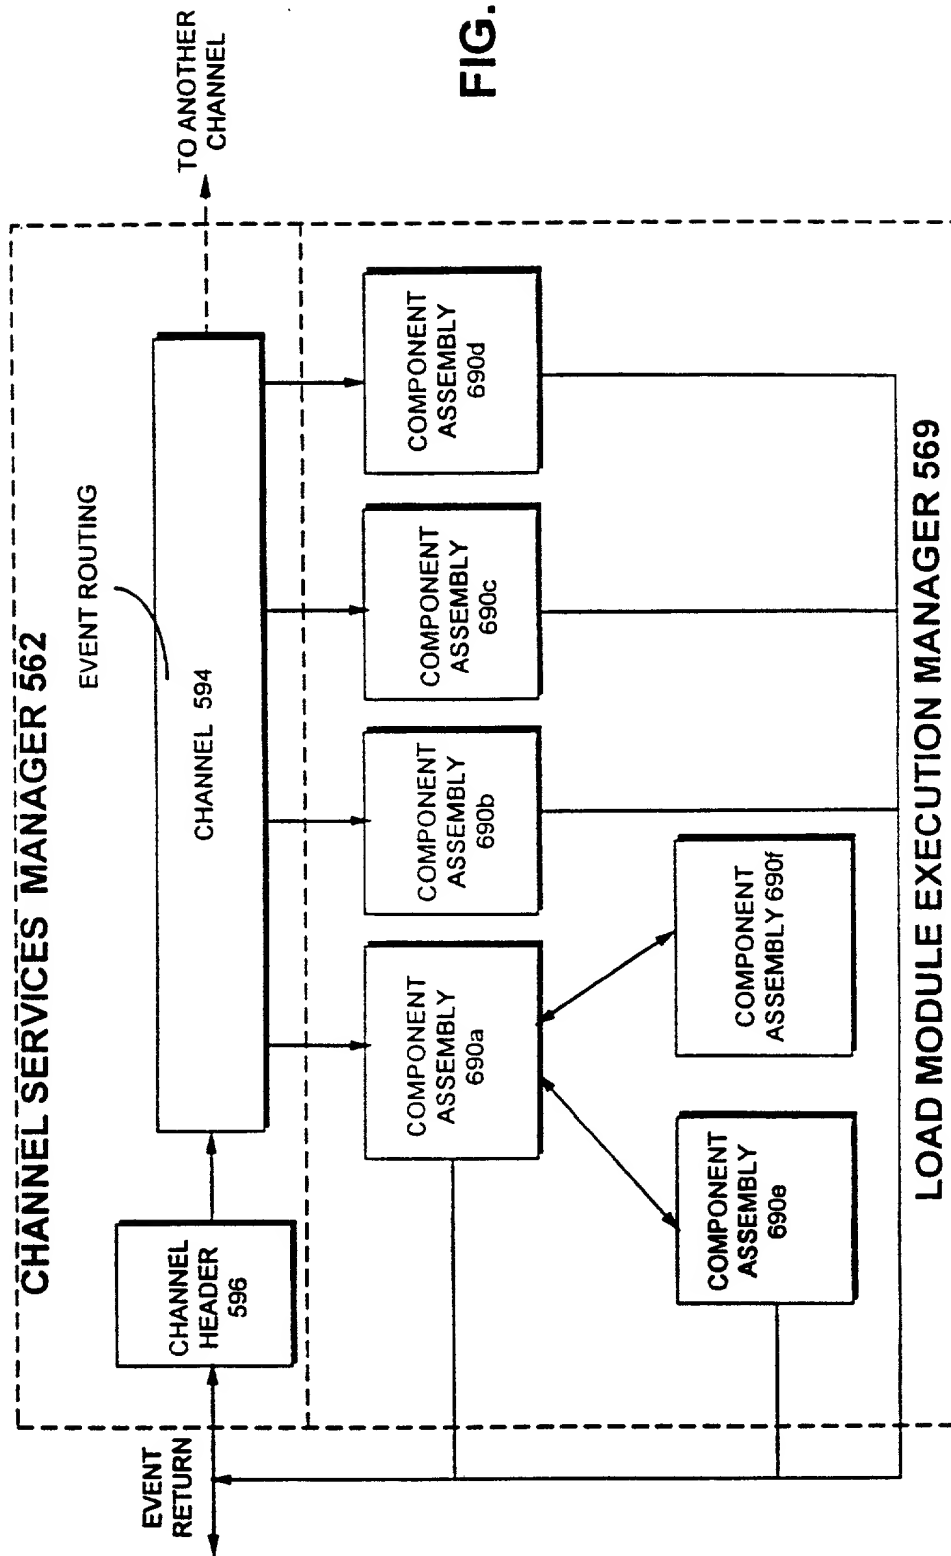 CHANNEL SERVICES MANAGER 562
EVENT ROUTING
TO ANOTHER
CHANNEL
FIG.
EVENT
RETURN
CHANNEL
HEADER
596
CHANNEL 594
COMPONENT
ASSEMBLY
690a
COMPONENT
ASSEMBLY
690b
COMPONENT
ASSEMBLY
690c
COMPONENT
ASSEMBLY
690d
COMPONENT
ASSEMBLY
690e
COMPONENT
ASSEMBLY 690f
LOAD MODULE EXECUTION MANAGER 569